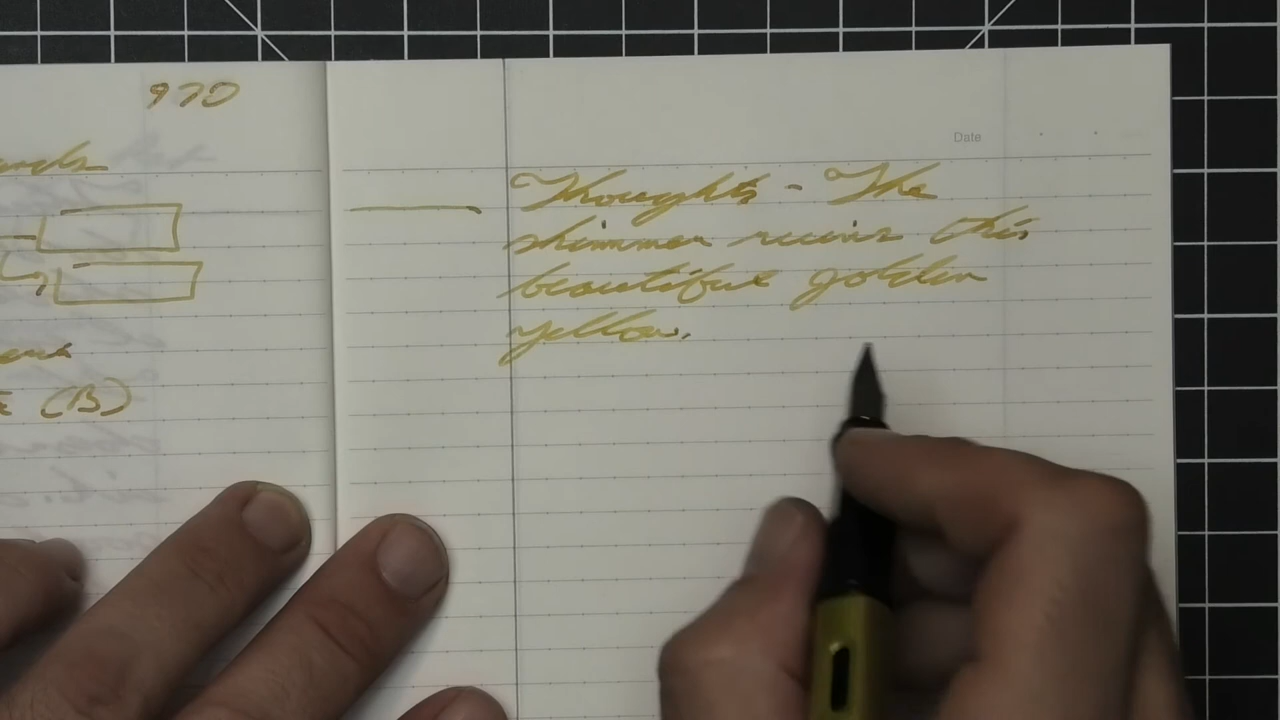 970
Date
Thoughts - The
shimmer ruins this
beautiful golden
yellow.
(B)